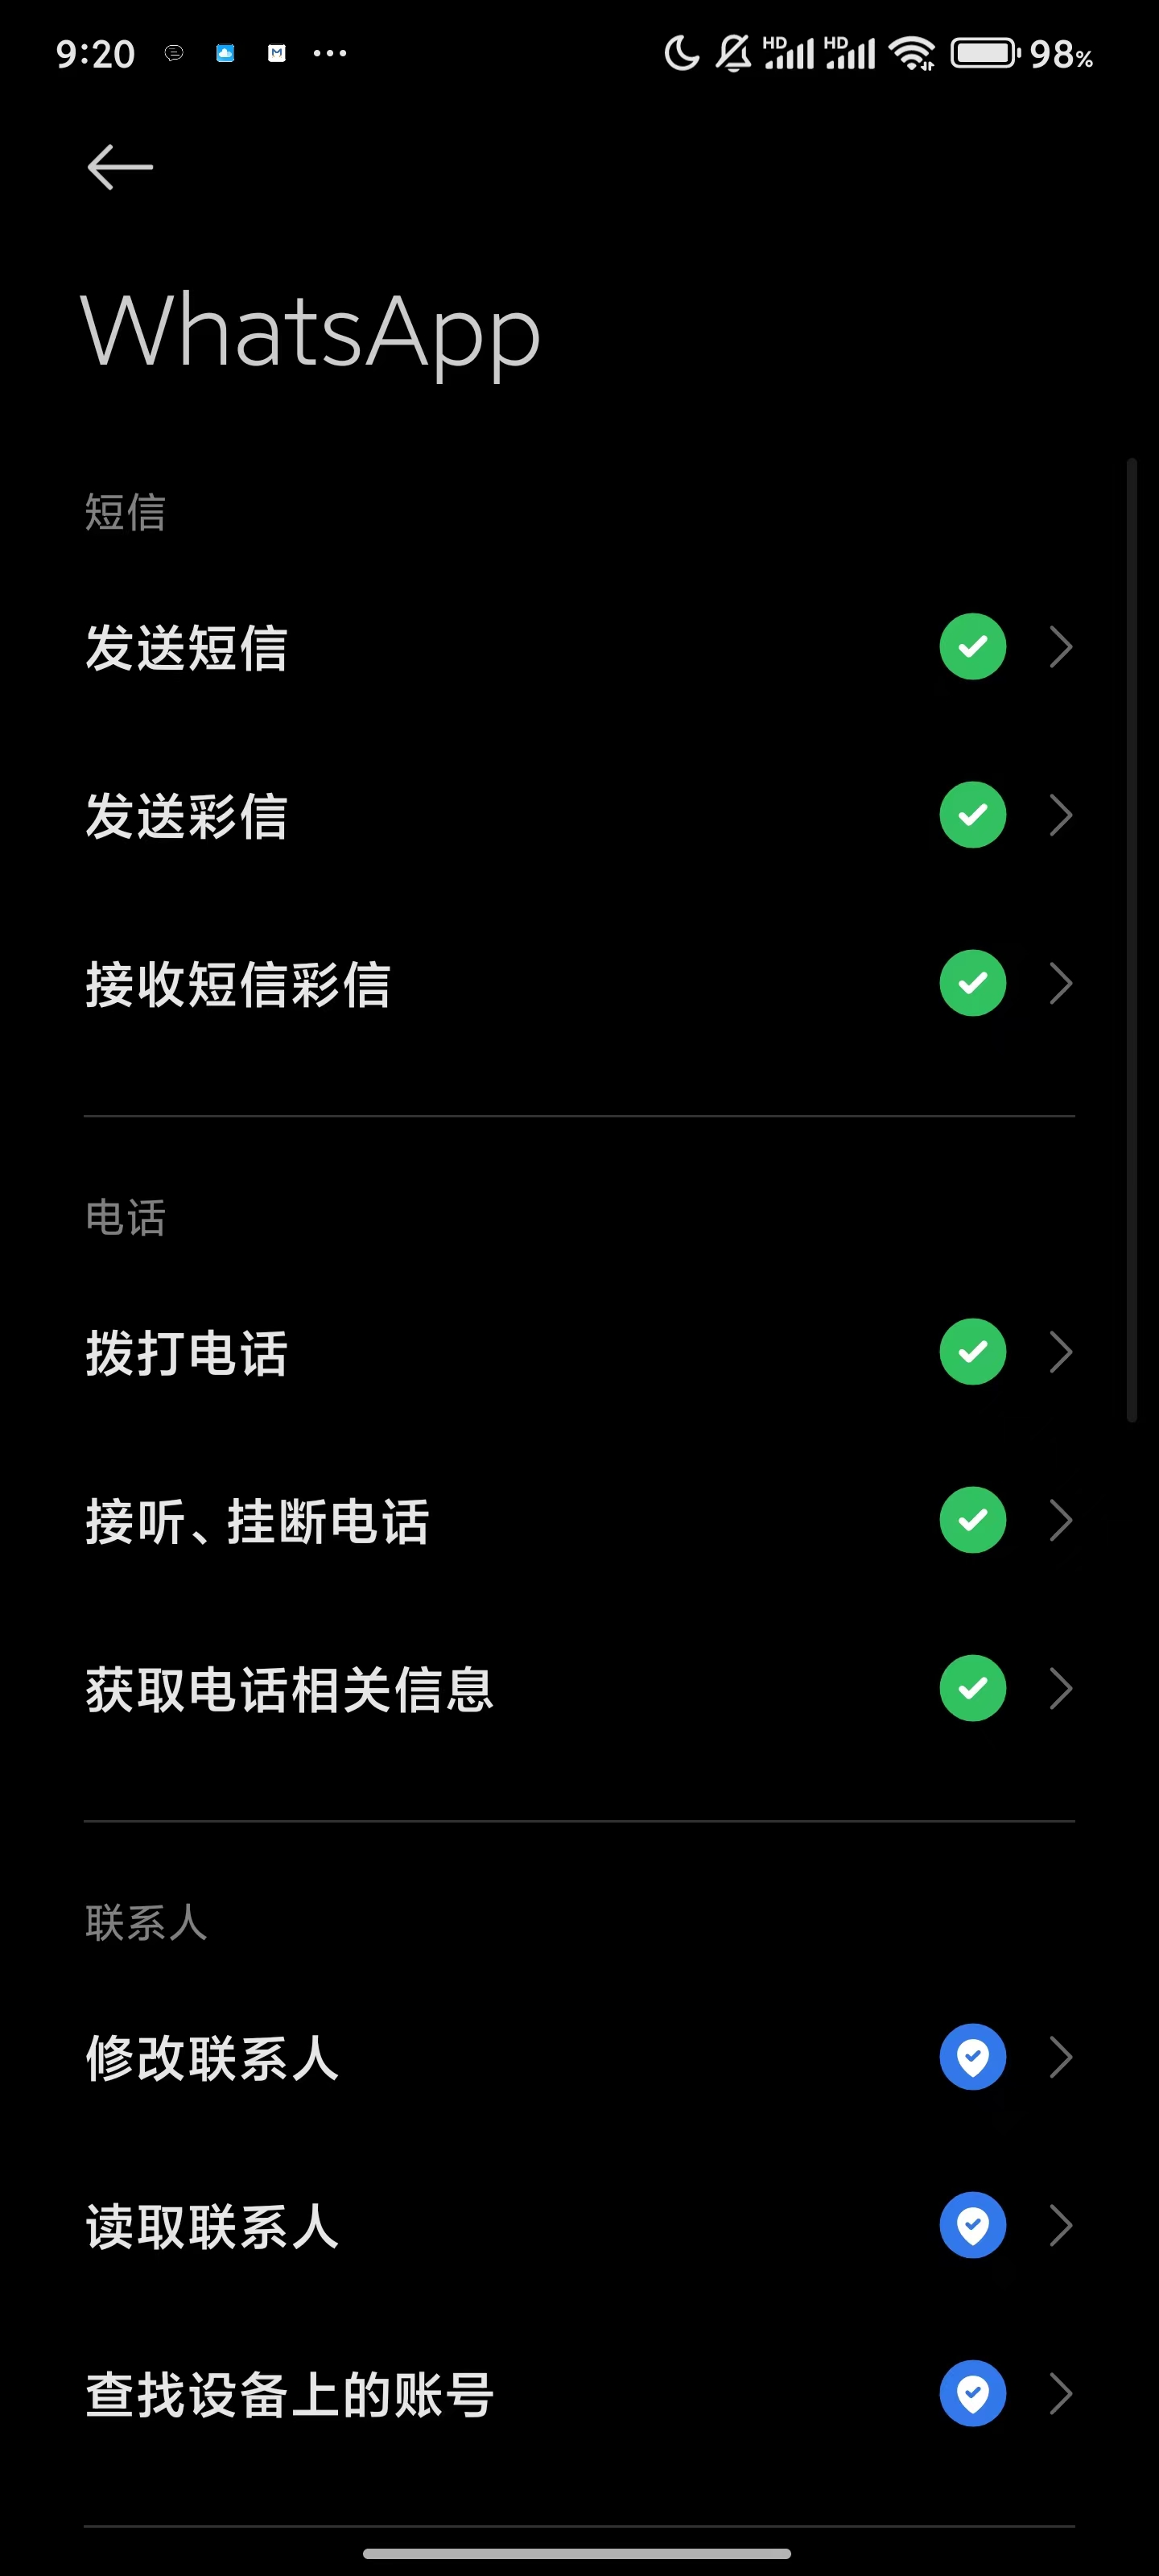 9:20
HD HD 98%
WhatsApp
短信
发送短信
发送彩信
接收短信彩信
电话
拨打电话
接听、挂断电话
获取电话相关信息
联系人
修改联系人
读取联系人
查找设备上的账号